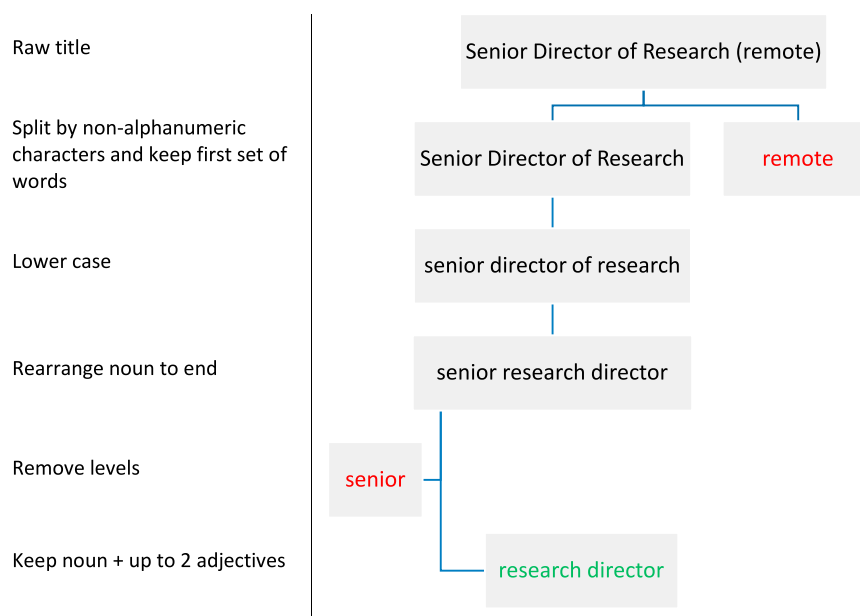 Raw title
Senior Director of Research (remote)
Split by non-alphanumeric
characters and keep first set of
words
Senior Director of Research
remote
Lower case
senior director of research
Rearrange noun to end
senior research director
Remove levels
senior
Keep noun + up to 2 adjectives
research director